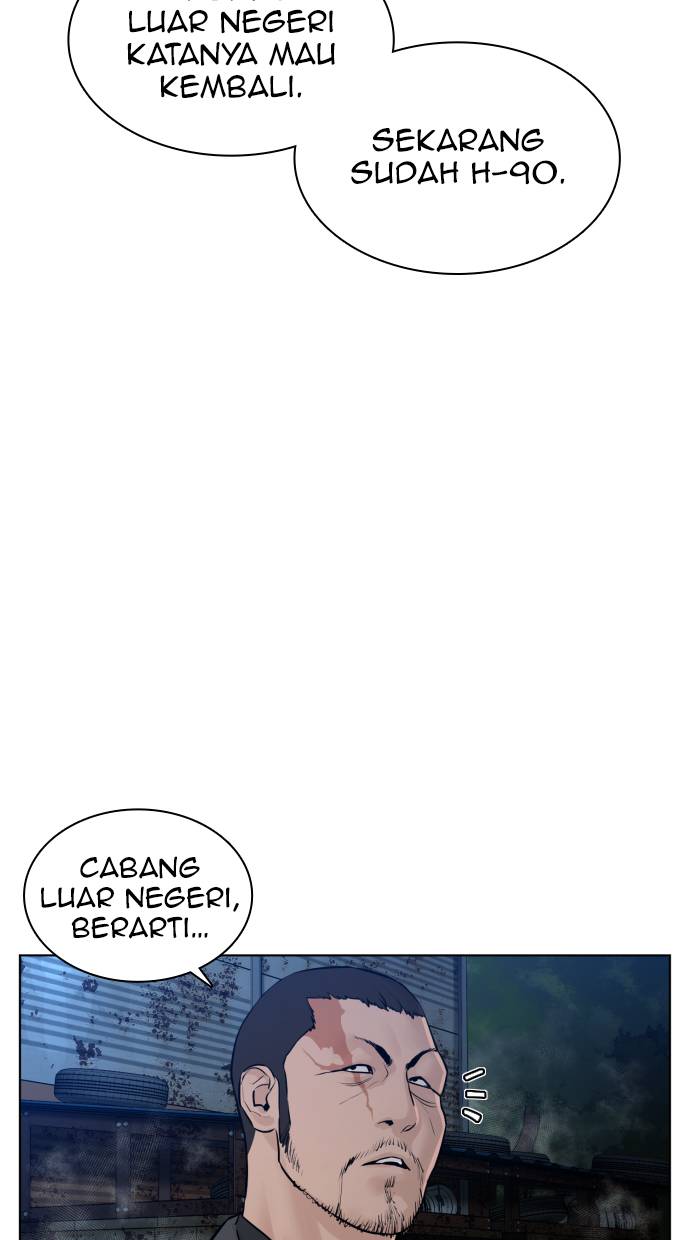 LUAR NEGERI
KATANYA MAU
KEMBALI.
SEKARANG
SUDAH H-90.
CABANG
LUAR NEGERI,
BERARTI...